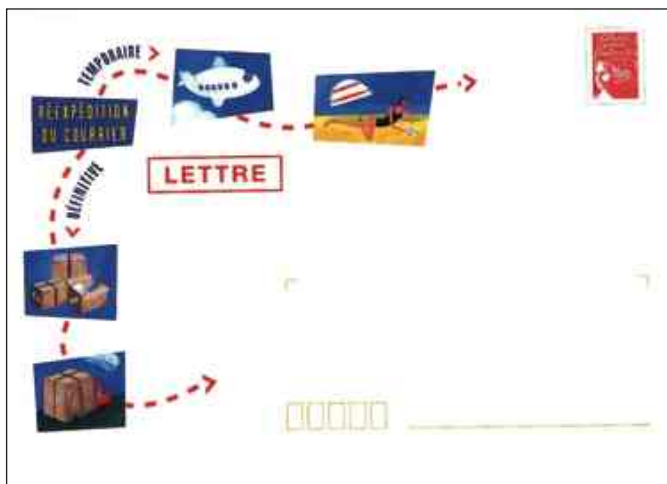 TEMPORAIRE
RÉEXPÉDITION
DU COURRIER
LETTRE
DÉFINITIVE